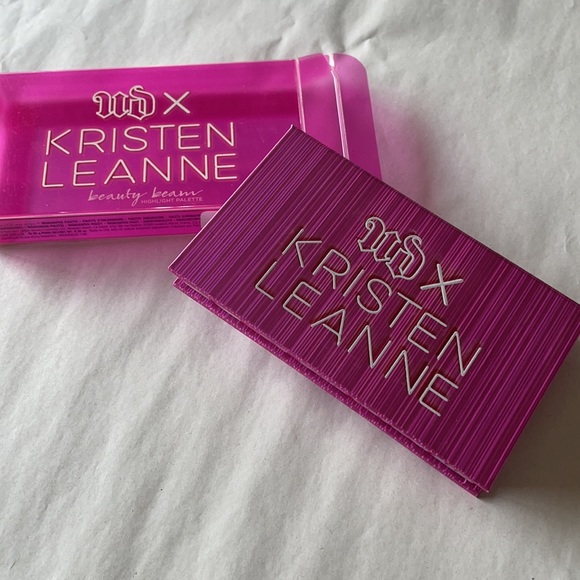 UD X
KRISTEN
LEANNE
beauty beam
HIGHLIGHT PALETTE
UD X
KRISTEN
LEANNE